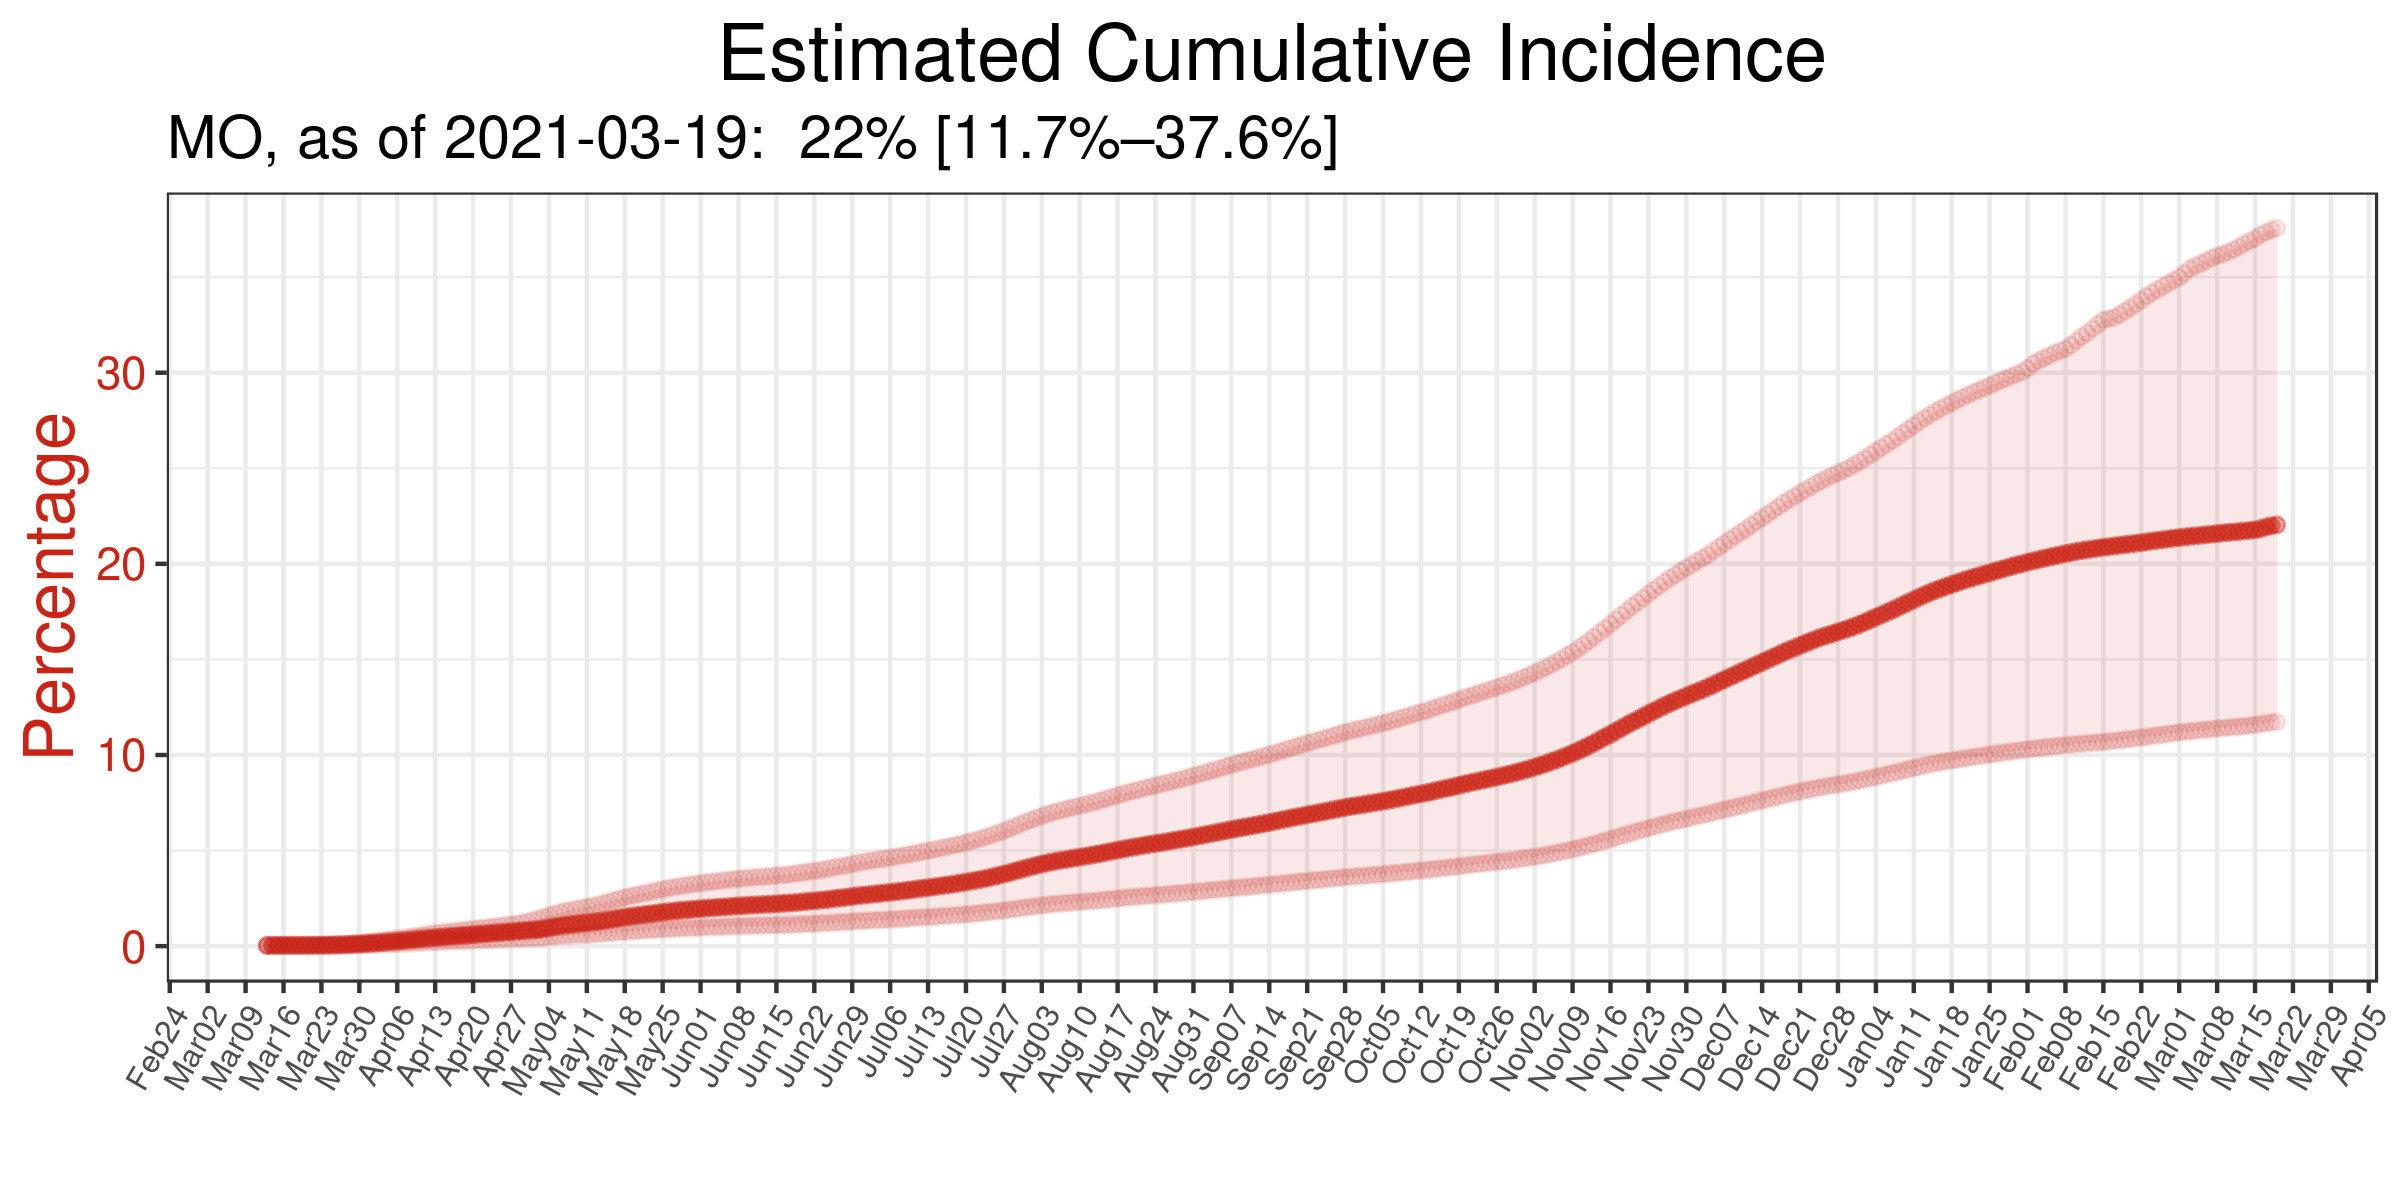 Estimated Cumulative Incidence
MO, as of 2021-03-19:  22% [11.7%–37.6%]
Percentage
30
20
10
0
Feb24
Mar02
Mar09
Mar16
Mar23
Mar30
Apr06
Apr13
Apr20
Apr27
May04
May11
May18
May25
Jun01
Jun08
Jun15
Jun22
Jun29
Jul06
Jul13
Jul20
Jul27
Aug03
Aug10
Aug17
Aug24
Aug31
Sep07
Sep14
Sep21
Sep28
Oct05
Oct12
Oct19
Oct26
Nov02
Nov09
Nov16
Nov23
Nov30
Dec07
Dec14
Dec21
Dec28
Jan04
Jan11
Jan18
Jan25
Feb01
Feb08
Feb15
Feb22
Mar01
Mar08
Mar15
Mar22
Mar29
Apr05